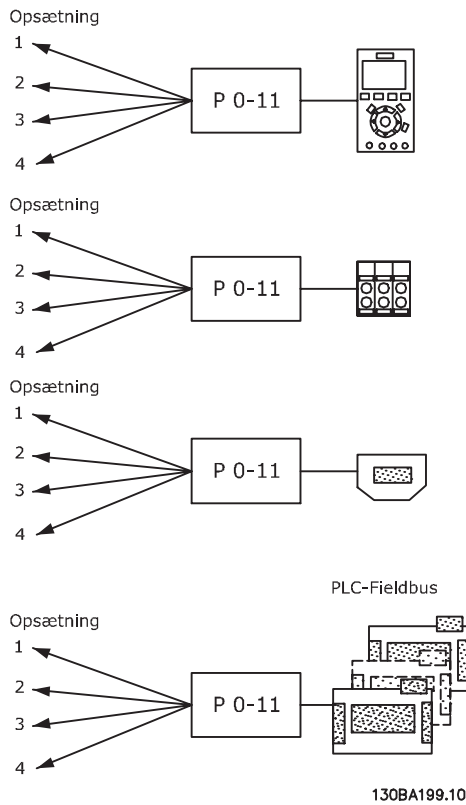 Opsætning
1
2
3
4
P 0-11
Opsætning
1
2
3
4
P 0-11
Opsætning
1
2
3
4
P 0-11
PLC-Fieldbus
Opsætning
1
2
3
4
P 0-11
130BA199.10